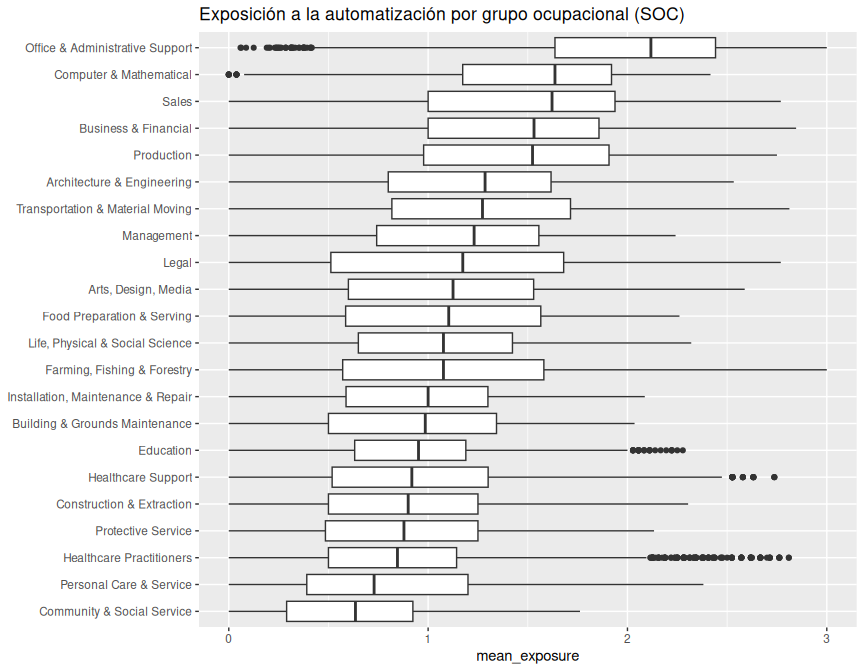 Exposición a la automatización por grupo ocupacional (SOC)
Office & Administrative Support
Computer & Mathematical
Sales
Business & Financial
Production
Architecture & Engineering
Transportation & Material Moving
Management
Legal
Arts, Design, Media
Food Preparation & Serving
Life, Physical & Social Science
Farming, Fishing & Forestry
Installation, Maintenance & Repair
Building & Grounds Maintenance
Education
Healthcare Support
Construction & Extraction
Protective Service
Healthcare Practitioners
Personal Care & Service
Community & Social Service
0 1 2 3
mean_exposure